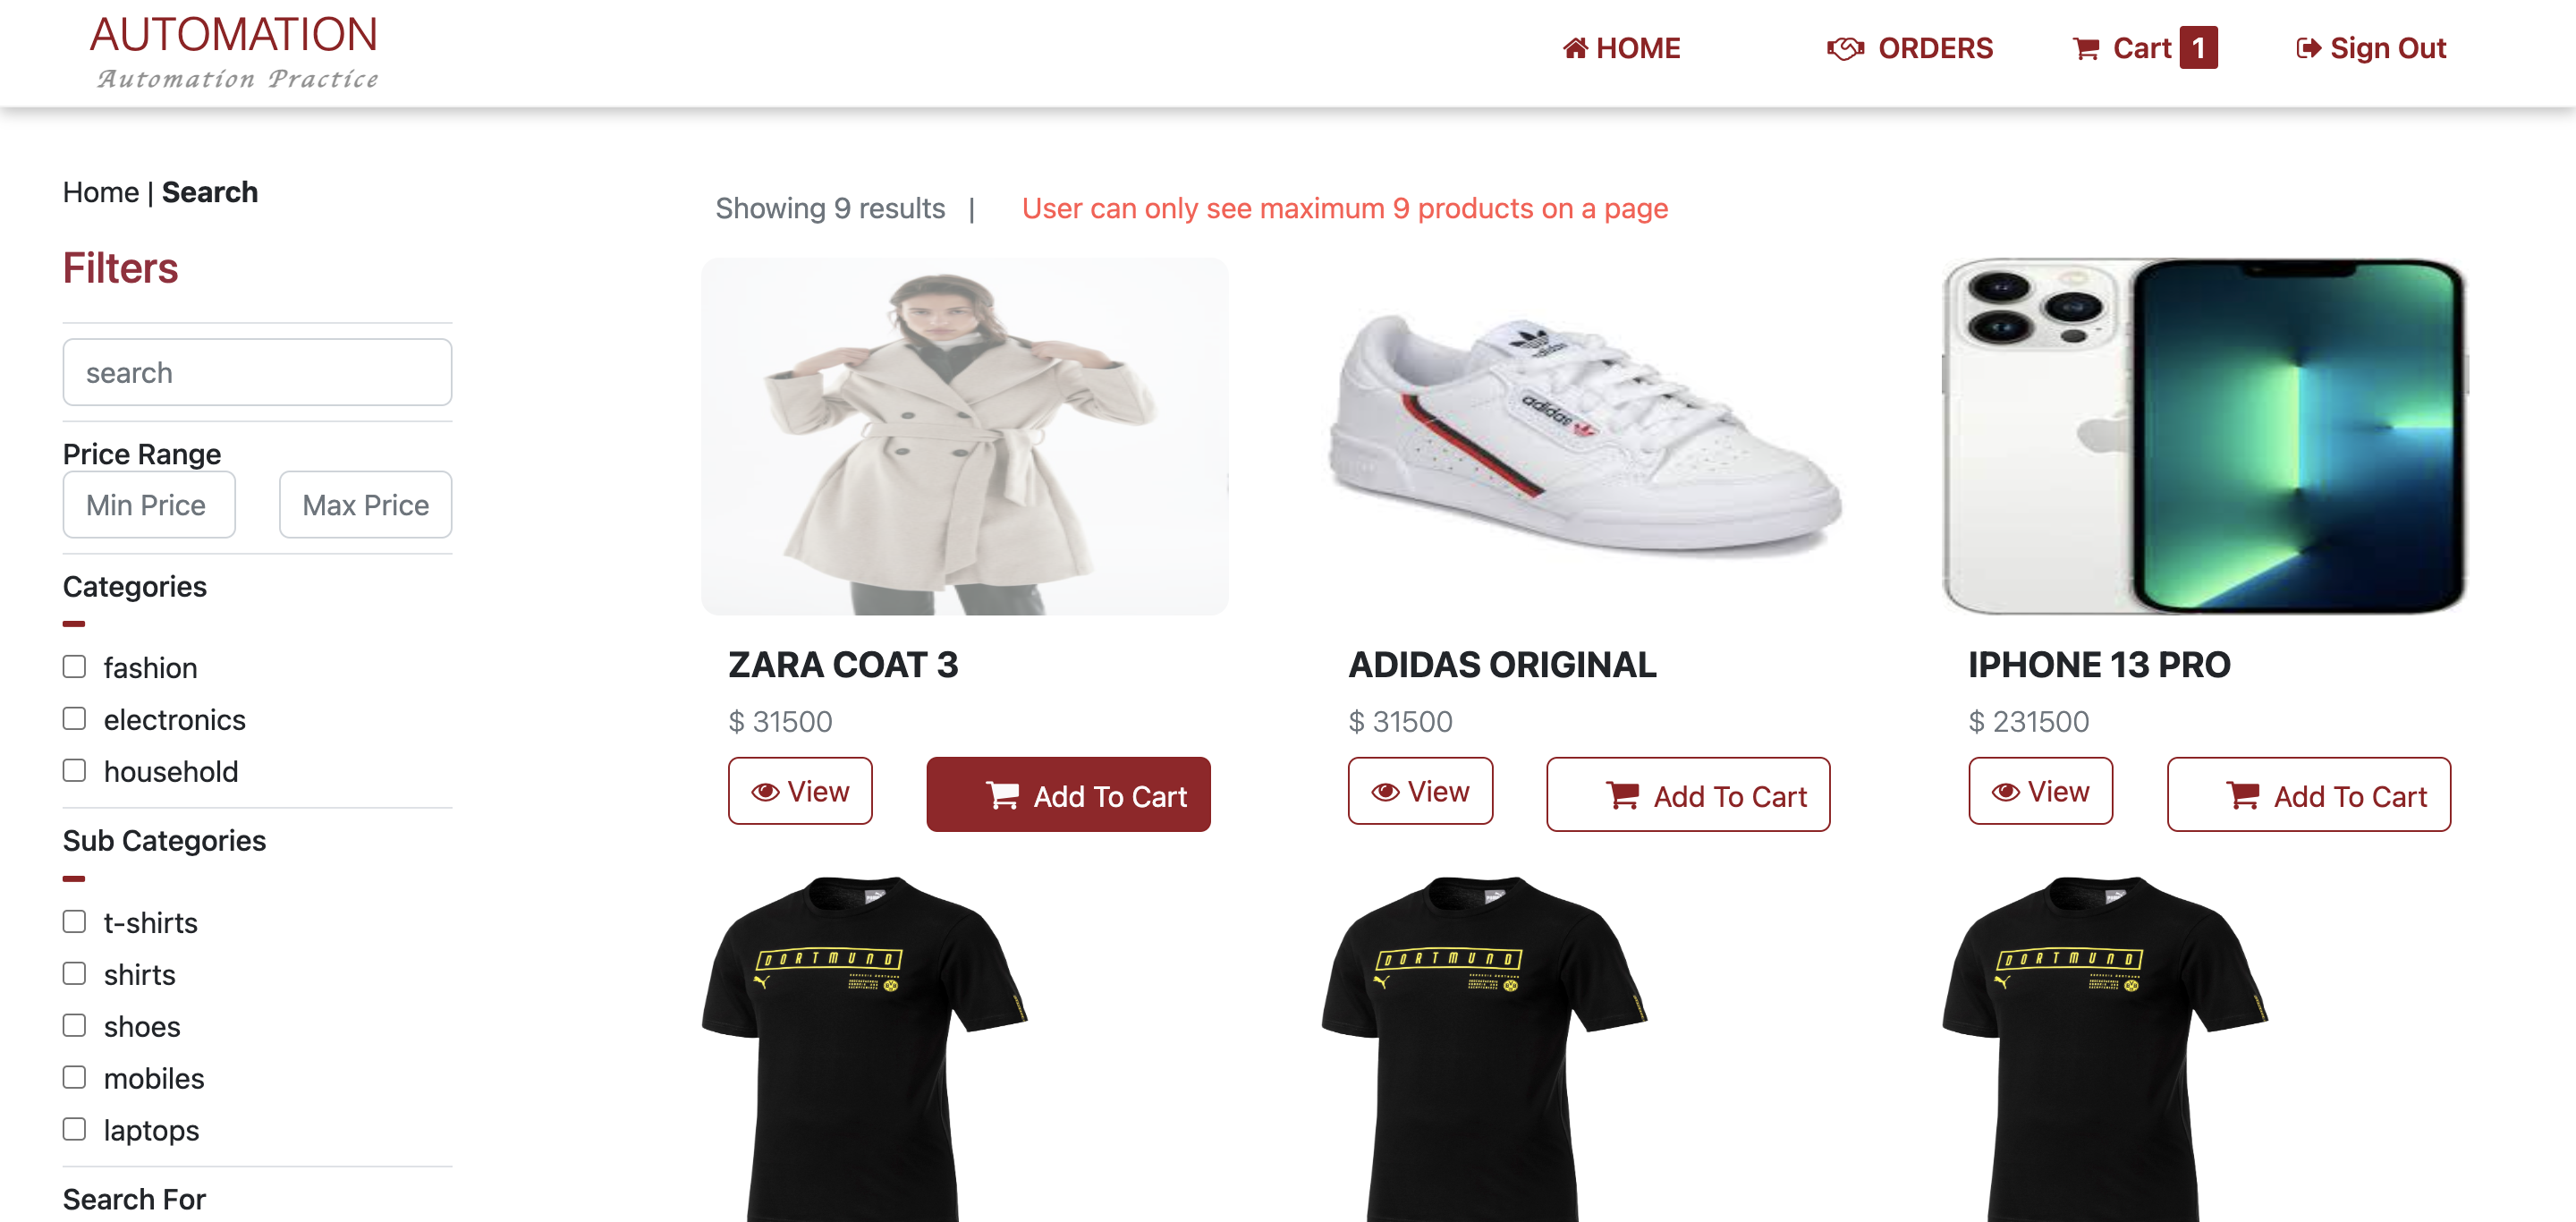 AUTOMATION
Automation Practice
HOME
ORDERS
Cart 1
Sign Out
Home | Search
Showing 9 results |
User can only see maximum 9 products on a page
Filters
search
Price Range
Min Price
Max Price
Categories
fashion
electronics
household
Sub Categories
t-shirts
shirts
shoes
mobiles
laptops
Search For
adidas
adidas
ZARA COAT 3
$ 31500
View
Add To Cart
ADIDAS ORIGINAL
$ 31500
View
Add To Cart
IPHONE 13 PRO
$ 231500
View
Add To Cart
DORTMUND
DORTMUND
DORTMUND